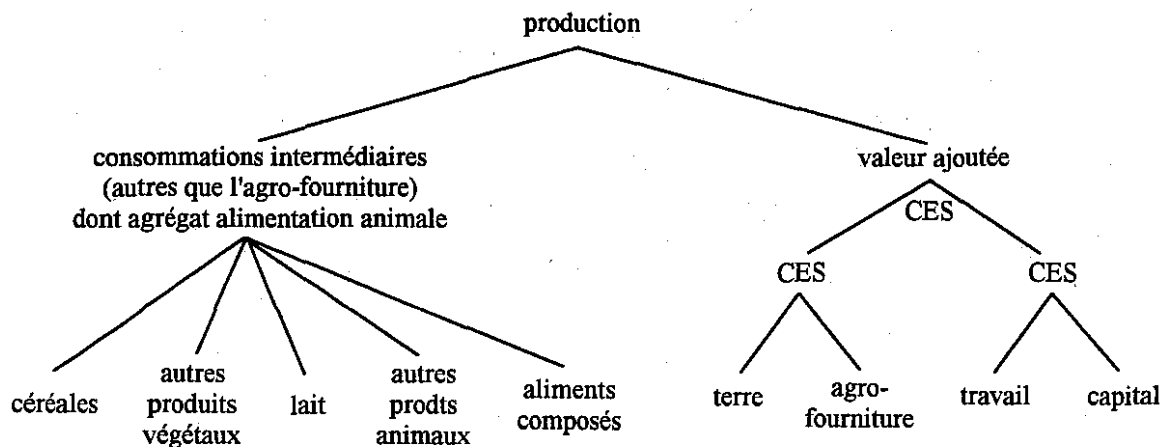 production
consommations intermédiaires
(autres que l'agro-fourniture)
dont agrégat alimentation animale
valeur ajoutée
CES
CES
CES
céréales
autres
produits
végétaux
lait
autres
prodts
animaux
aliments
composés
terre
agro-
fourniture
travail
capital